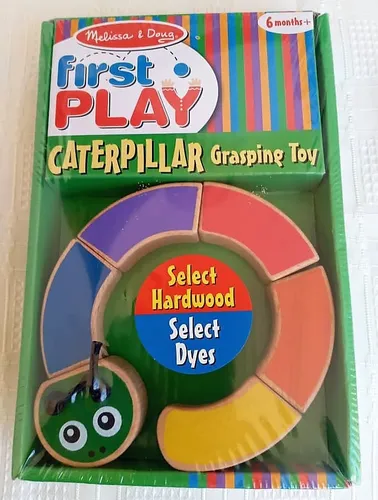 Melissa & Doug
6 months+
first
PLAY
CATERPILLAR Grasping Toy
Select
Hardwood
Select
Dyes